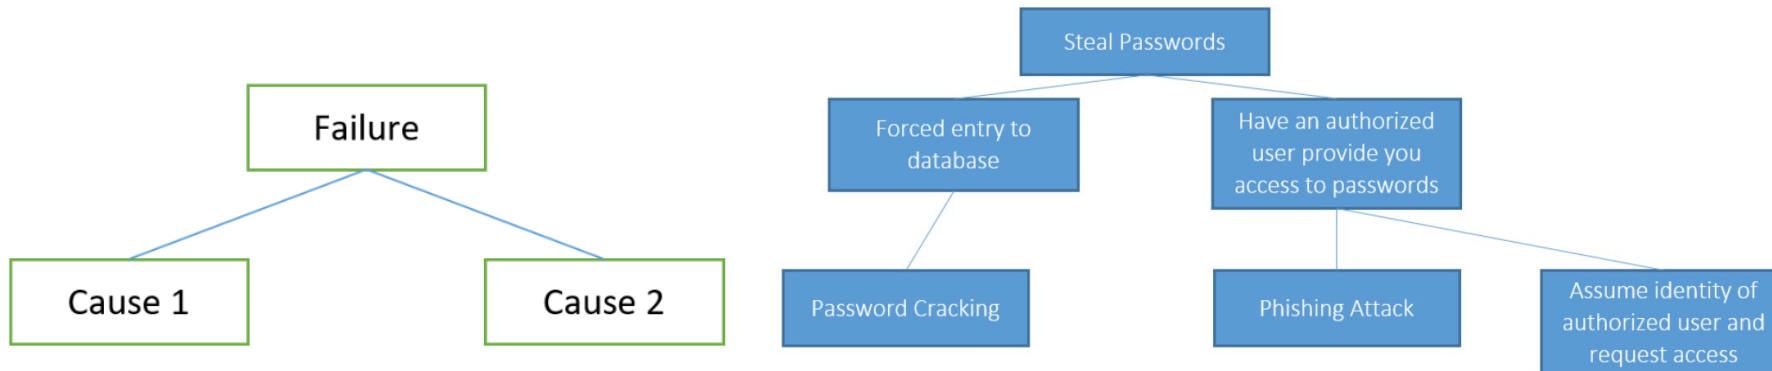 Failure
Cause 1
Cause 2
Steal Passwords
Forced entry to
database
Have an authorized
user provide you
access to passwords
Password Cracking
Phishing Attack
Assume identity of
authorized user and
request access